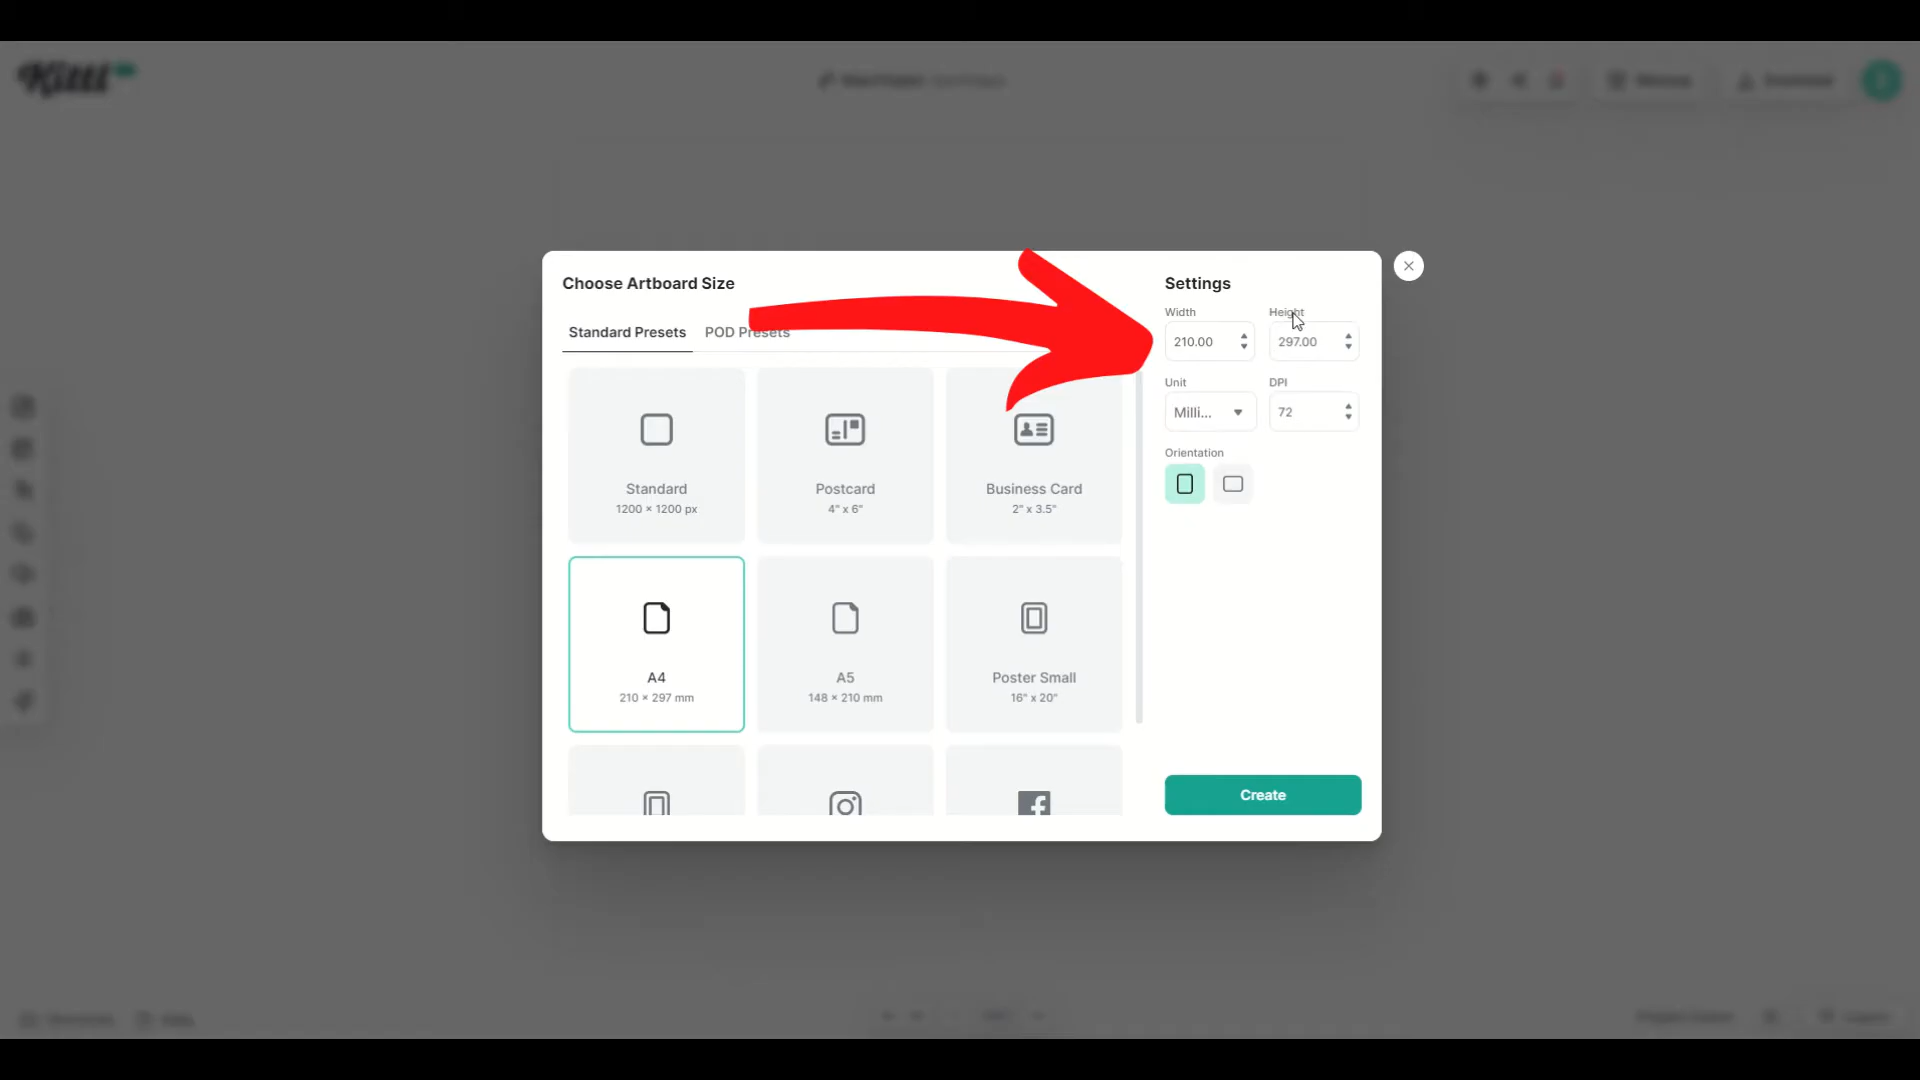 Kittl
Choose Artboard Size
Standard Presets POD Presets
Standard
1200 × 1200 px
Postcard
4" x 6"
Business Card
2" x 3.5"
A4
210 × 297 mm
A5
148 × 210 mm
Poster Small
16" x 20"
Settings
Width Height
210.00 297.00
Unit DPI
Milli... 72
Orientation
Create